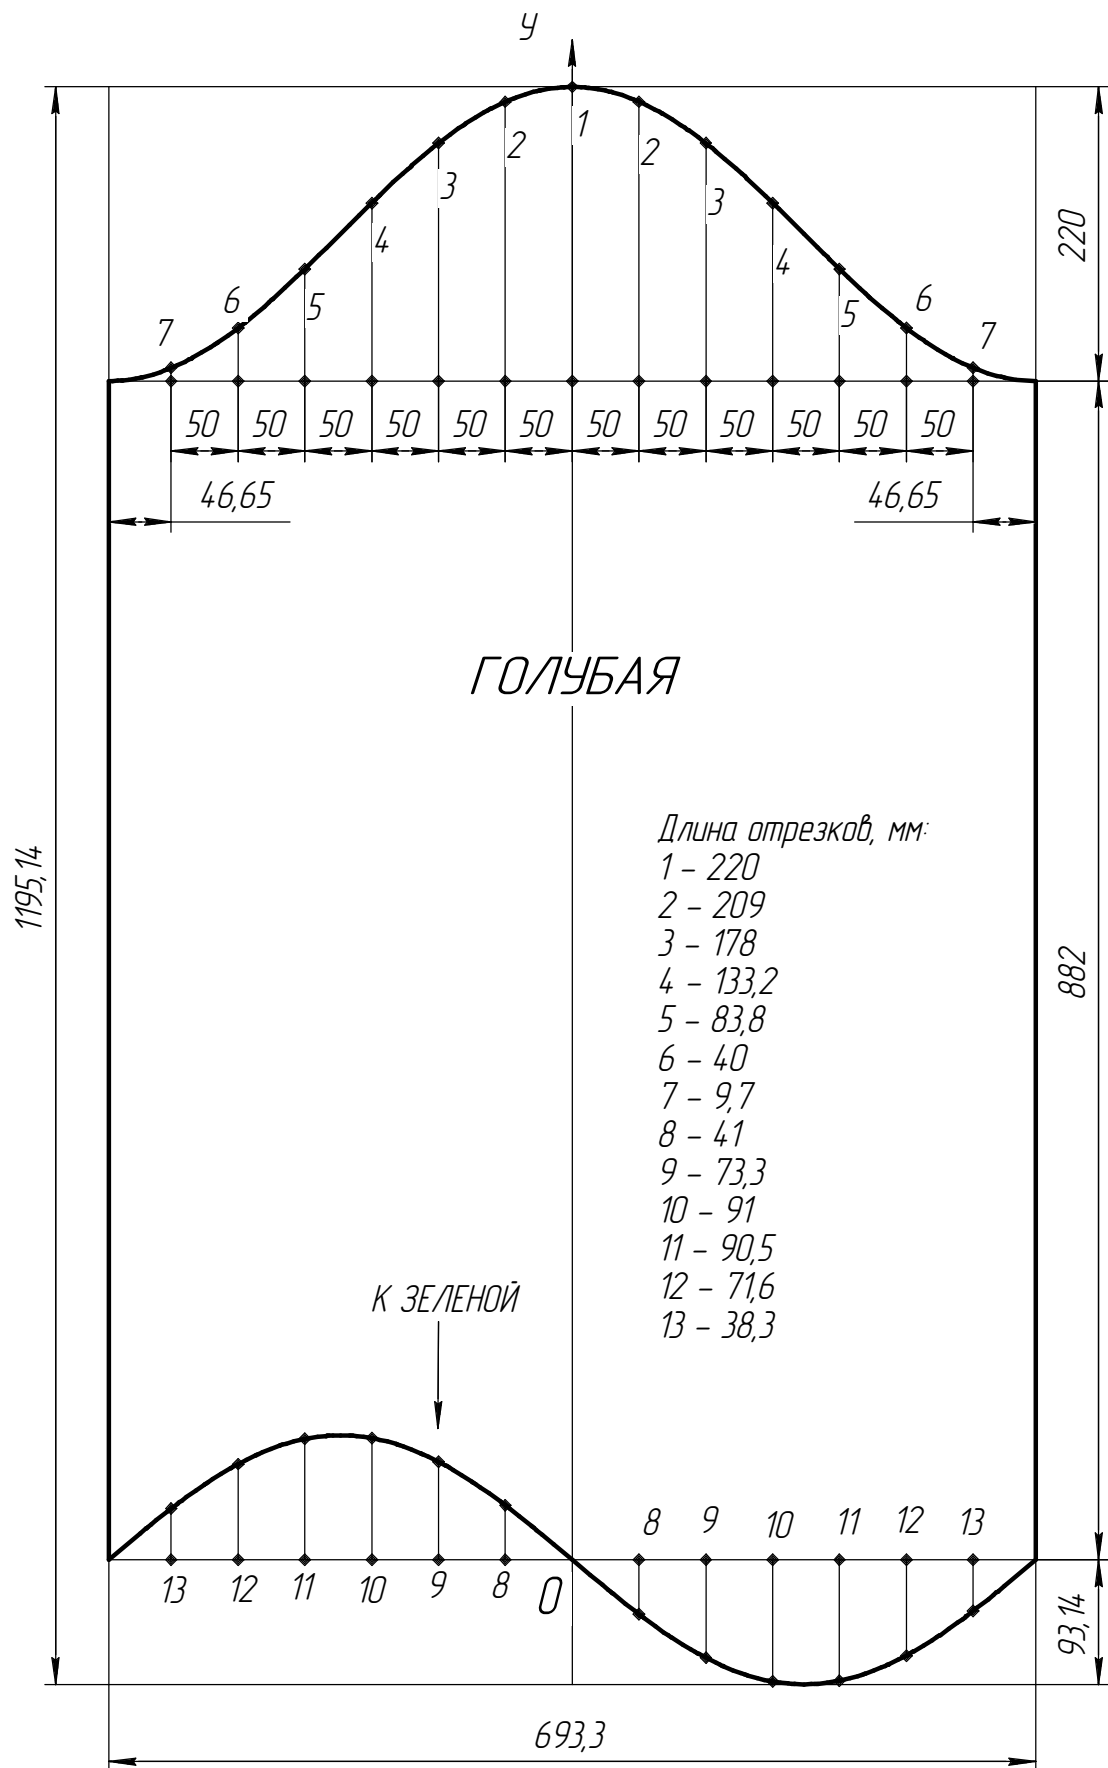 У
1
2
2
3
3
4
4
5
5
6
6
7
7
220
50 50 50 50 50 50 50 50 50 50 50 50
46,65
46,65
ГОЛУБАЯ
1195,14
882
Длина отрезков, мм:
1 - 220
2 - 209
3 - 178
4 - 133,2
5 - 83,8
6 - 40
7 - 9,7
8 - 41
9 - 73,3
10 - 91
11 - 90,5
12 - 71,6
13 - 38,3
К ЗЕЛЕНОЙ
8 9 10 11 12 13
13 12 11 10 9 8 О
93,14
693,3